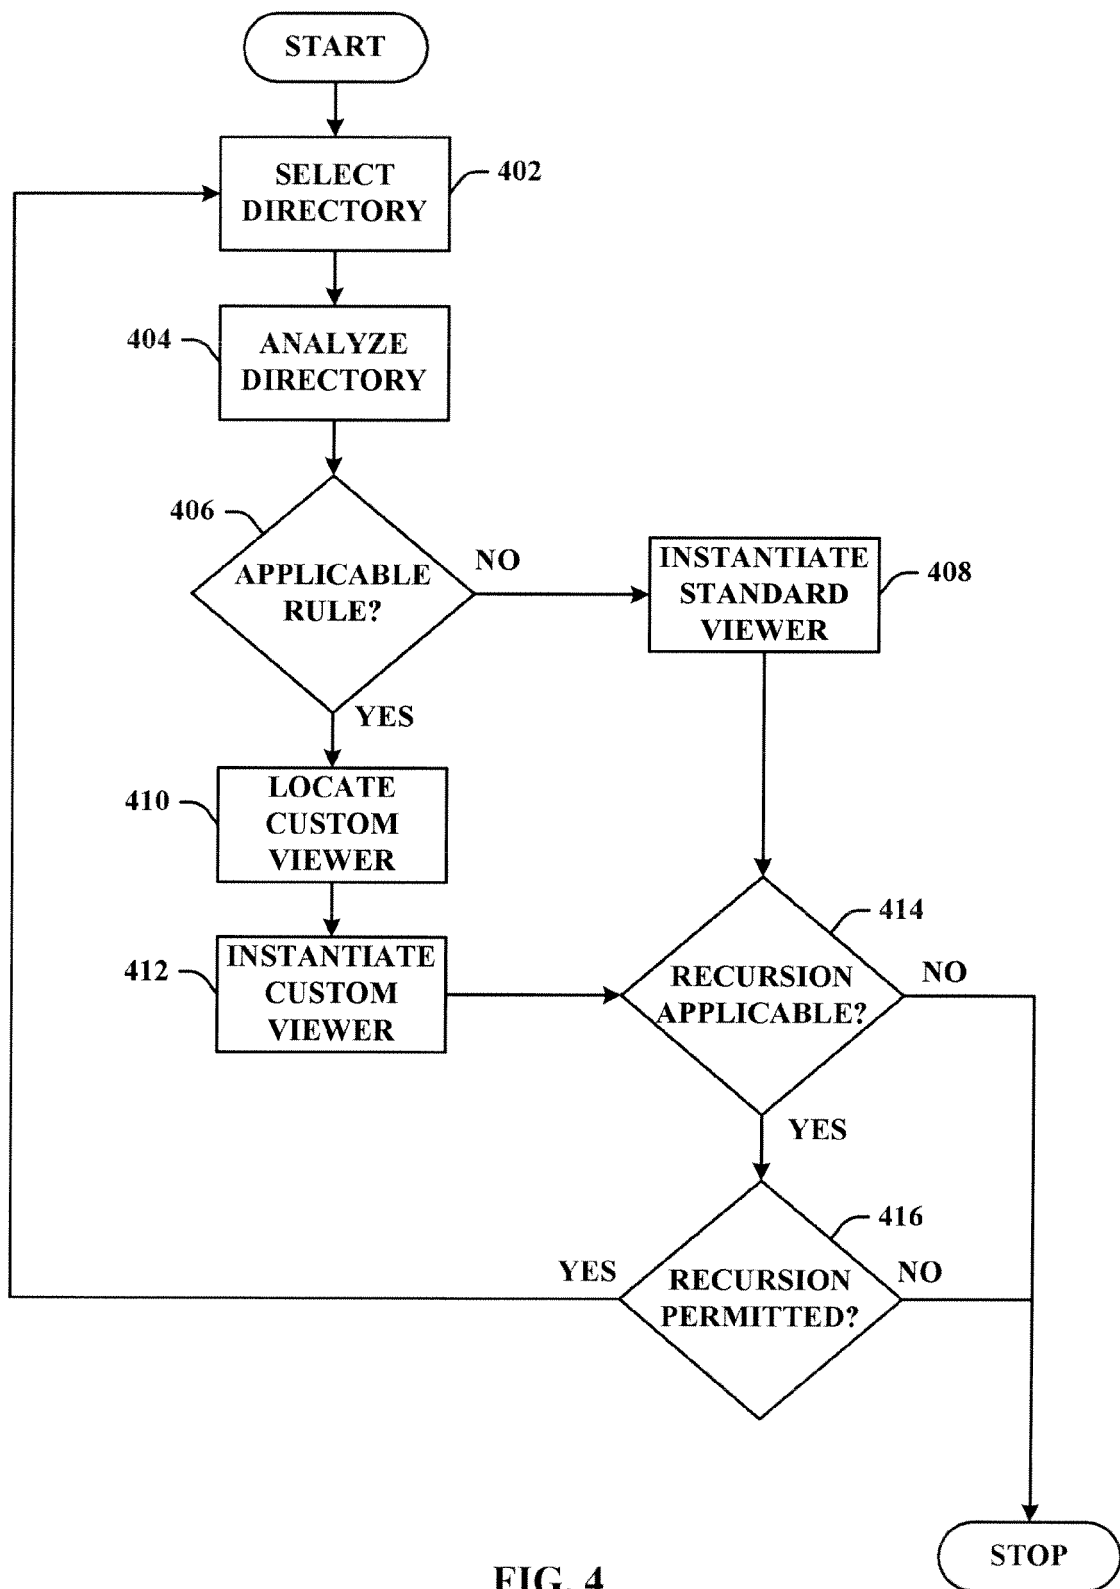 START
SELECT
DIRECTORY
402
404
ANALYZE
DIRECTORY
406
APPLICABLE
RULE?
NO
INSTANTIATE
STANDARD
VIEWER
408
YES
410
LOCATE
CUSTOM
VIEWER
412
INSTANTIATE
CUSTOM
VIEWER
414
RECURSION
APPLICABLE?
NO
YES
416
YES
RECURSION
PERMITTED?
NO
STOP
FIG. 4